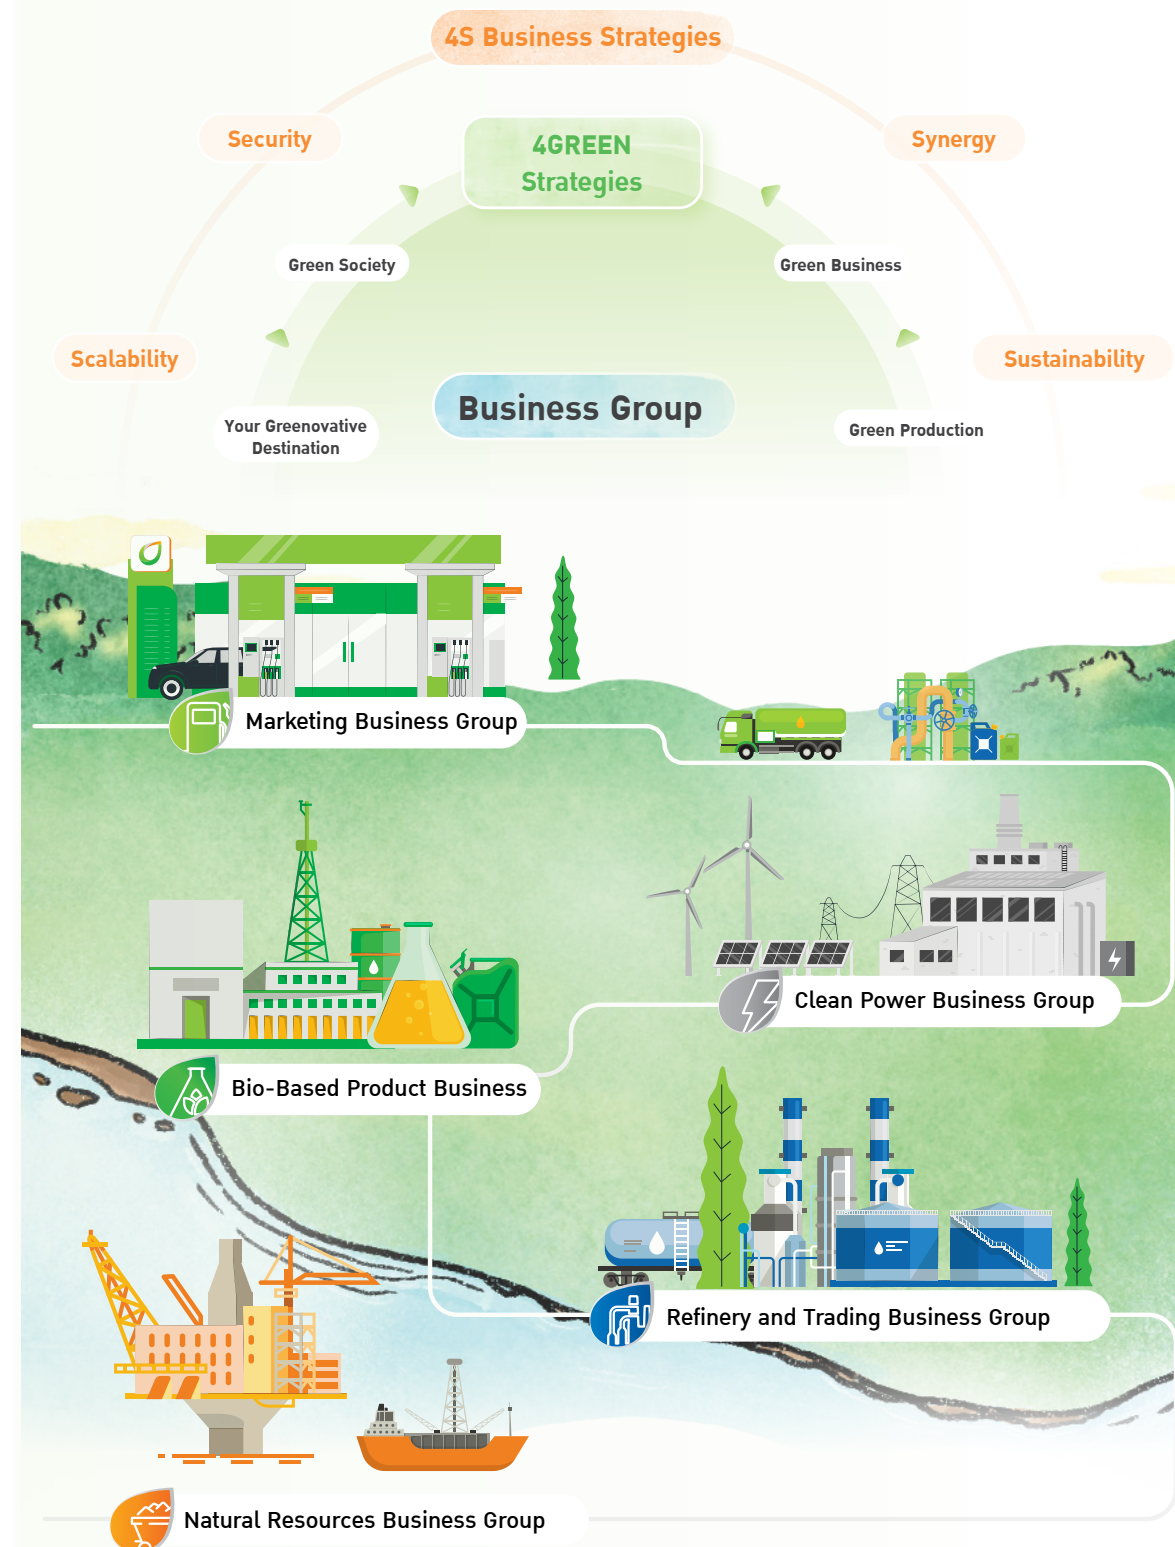 4S Business Strategies
Security
4GREEN
Strategies
Synergy
Green Society
Green Business
Scalability
Sustainability
Business Group
Your Greenovative
Destination
Green Production
Marketing Business Group
Clean Power Business Group
Bio-Based Product Business
Refinery and Trading Business Group
Natural Resources Business Group